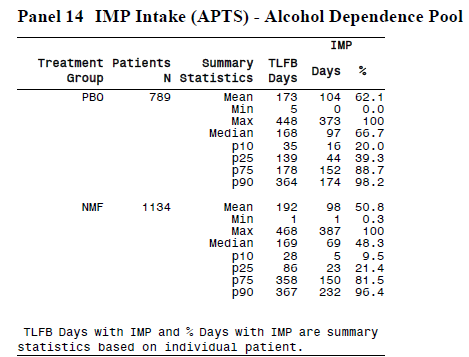 Panel 14 IMP Intake (APTS) - Alcohol Dependence Pool
IMP
Treatment Patients Summary TLFB
Group N Statistics Days Days %
PBO 789 Mean 173 104 62.1
Min 5 0 0.0
Max 448 373 100
Median 168 97 66.7
p10 35 16 20.0
p25 139 44 39.3
p75 178 152 88.7
p90 364 174 98.2
NMF 1134 Mean 192 98 50.8
Min 1 1 0.3
Max 468 387 100
Median 169 69 48.3
p10 28 5 9.5
p25 86 23 21.4
p75 358 150 81.5
p90 367 232 96.4
TLFB Days with IMP and % Days with IMP are summary
statistics based on individual patient.